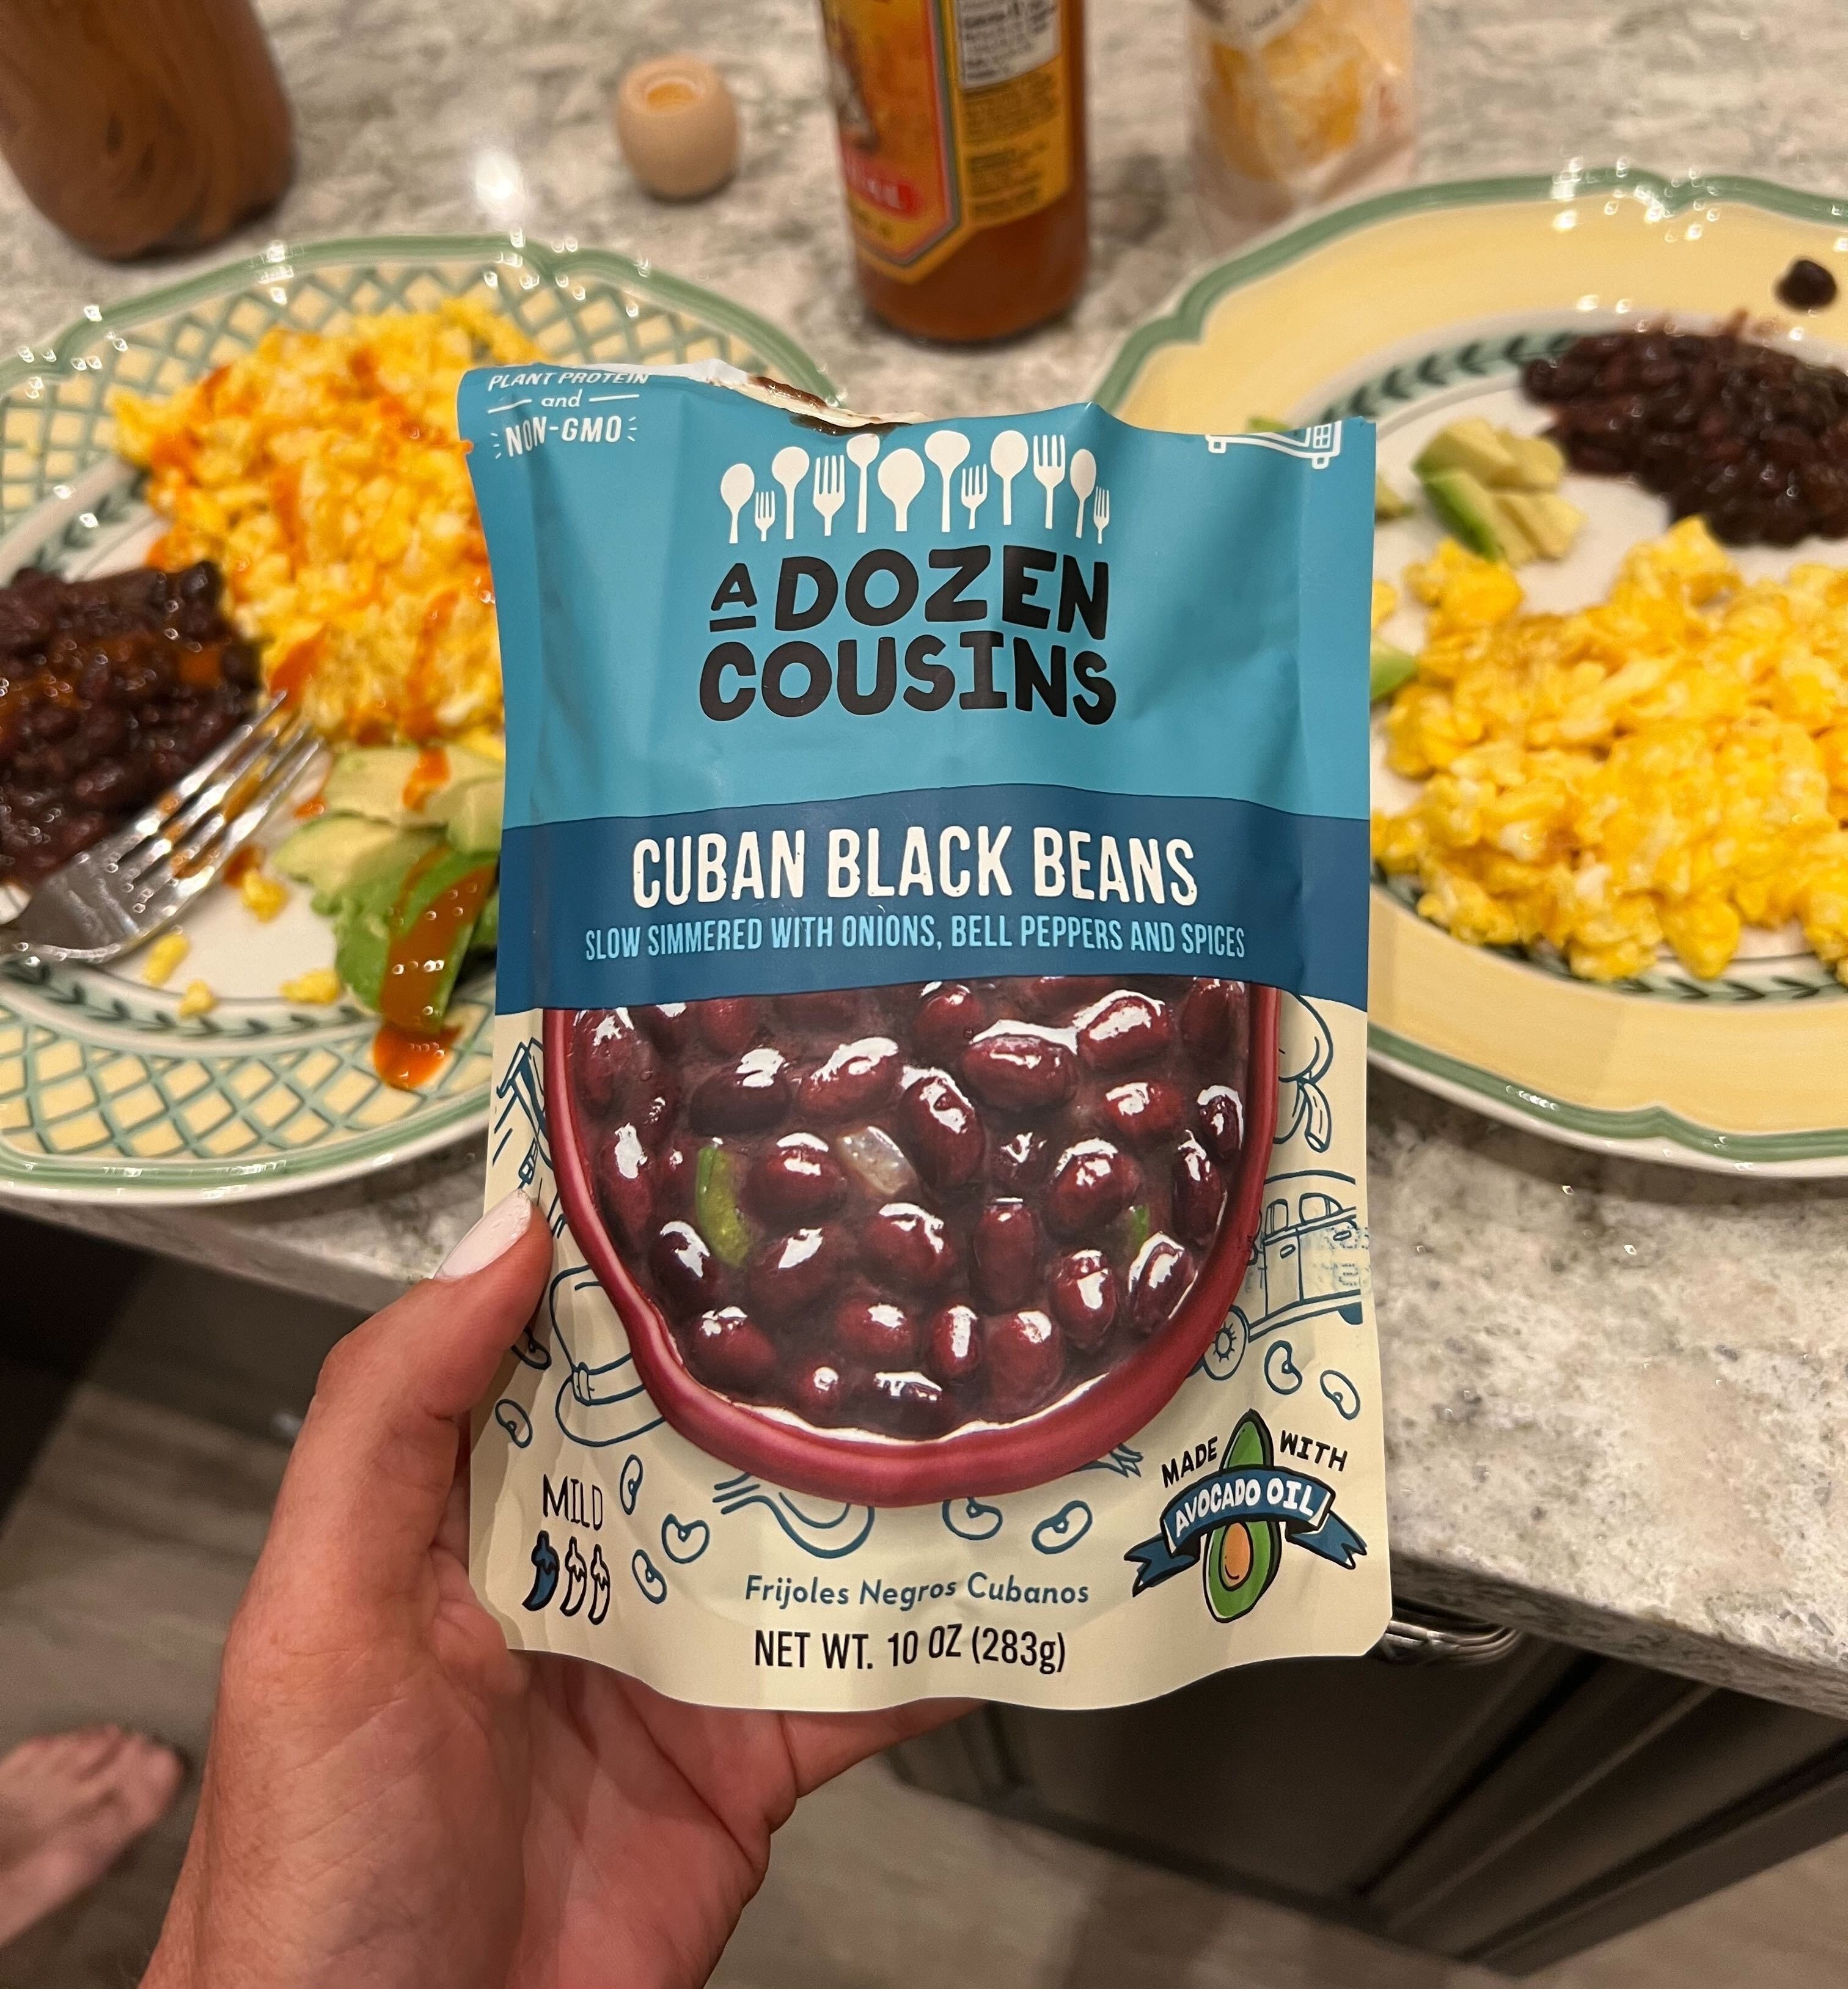 PLANT PROTEIN
and
NON-GMO
A DOZEN
COUSINS
CUBAN BLACK BEANS
SLOW SIMMERED WITH ONIONS, BELL PEPPERS AND SPICES
MILD
MADE WITH
AVOCADO OIL
Frijoles Negros Cubanos
NET WT. 10 OZ (283g)